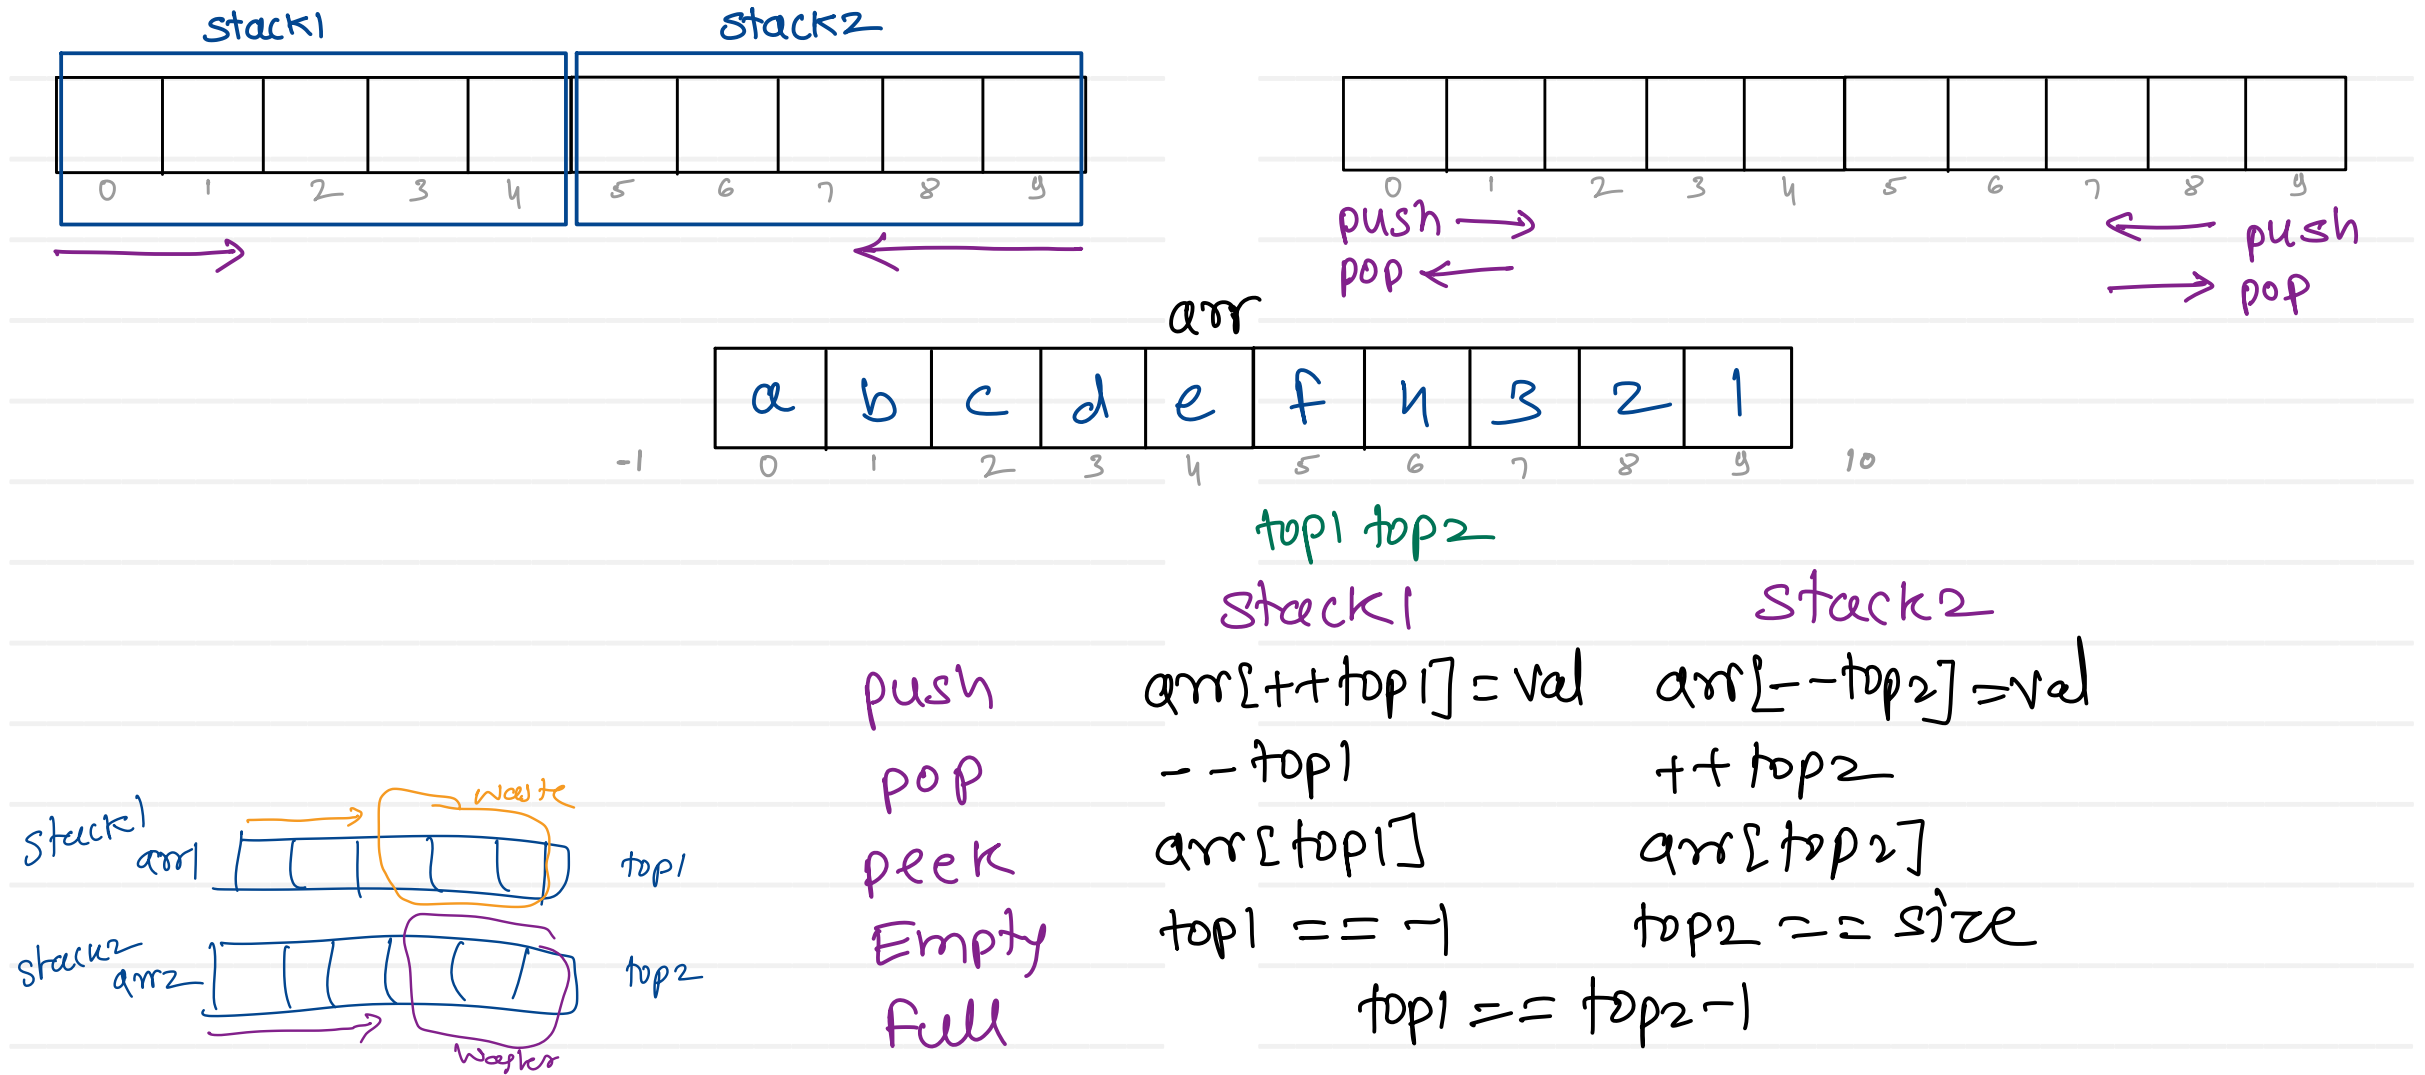 stack1 stack2
0 1 2 3 4 5 6 7 8 9
0 1 2 3 4 5 6 7 8 9
push push
pop pop
arr
a b c d e f 4 3 2 1
-1 0 1 2 3 4 5 6 7 8 9 10
top1 top2
stack1 stack2
push arr[++top1] = val arr[--top2] = val
pop --top1 ++top2
peek arr[top1] arr[top2]
Empty top1 == -1 top2 == size
Full top1 == top2-1
waste
stack1
arr1 top1
stack2
arr2 top2